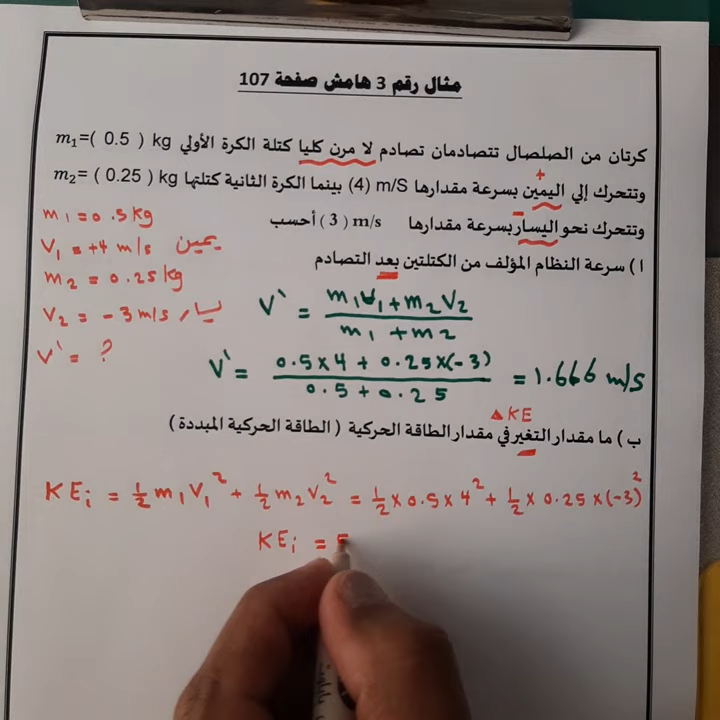 مثال رقم 3 هامش صفحة 107
كرتان من الصلصال تتصادمان تصادم لا مرن كليا كتلة الكرة الأولي m₁=( 0.5 ) kg
+
وتتحرك إلي اليمين بسرعة مقدارها (4) m/S بينما الكرة الثانية كتلتها m₂= ( 0.25 ) kg
-
وتتحرك نحو اليسار بسرعة مقدارها ( 3 ) m/s أحسب
m₁ = 0.5 kg
V₁ = +4 m/s يمين
m₂ = 0.25 kg
V₂ = -3 m/s يسار
V' = ?
ا ) سرعة النظام المؤلف من الكتلتين بعد التصادم
V' = (m₁V₁ + m₂V₂) / (m₁ + m₂)
V' = (0.5 × 4 + 0.25 × (-3)) / (0.5 + 0.25) = 1.666 m/s
Δ KE
ب ) ما مقدار التغير في مقدار الطاقة الحركية ( الطاقة الحركية المبددة )
KEi = ½ m₁ V₁² + ½ m₂ V₂² = ½ × 0.5 × 4² + ½ × 0.25 × (-3)²
KEi =